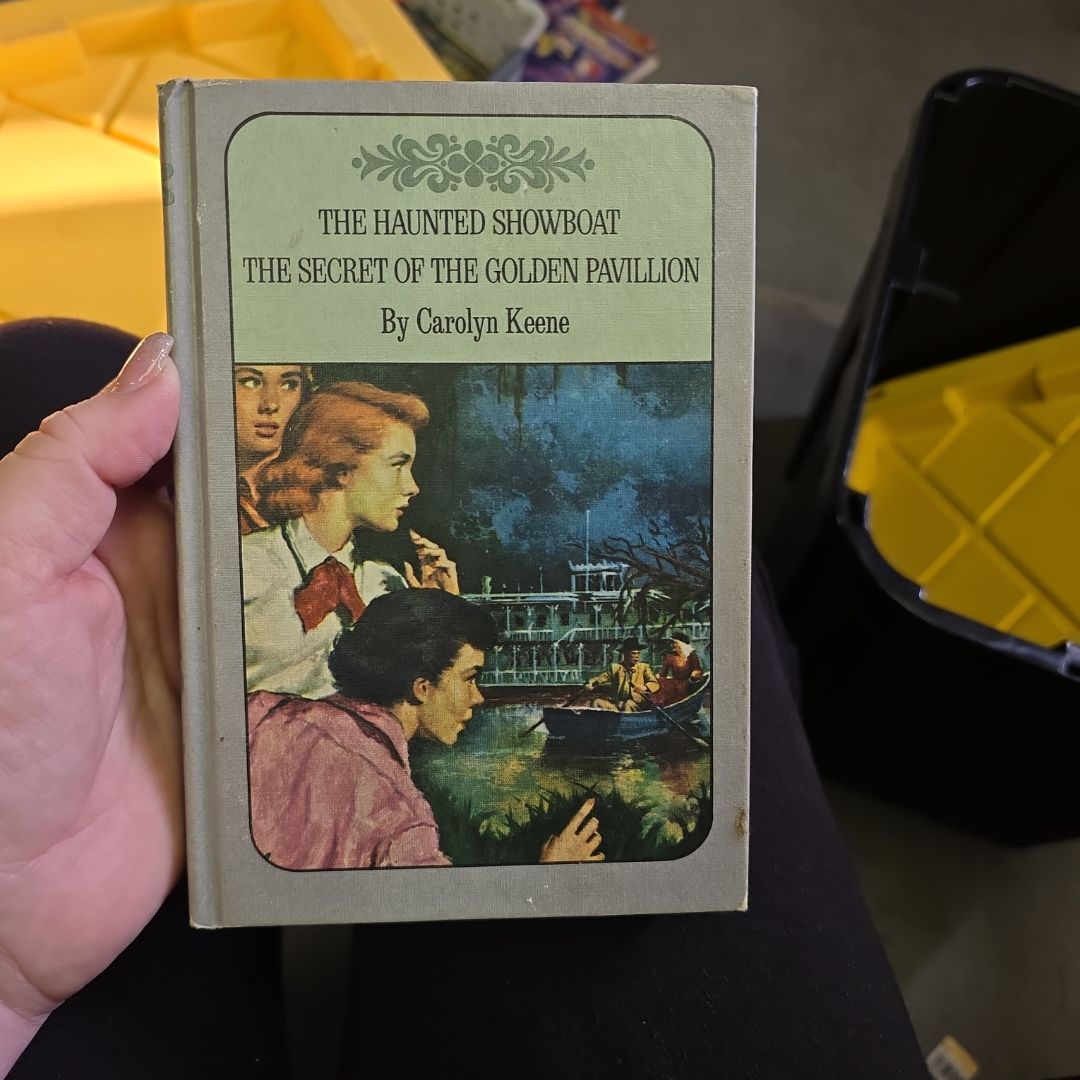 THE HAUNTED SHOWBOAT
THE SECRET OF THE GOLDEN PAVILLION
By Carolyn Keene